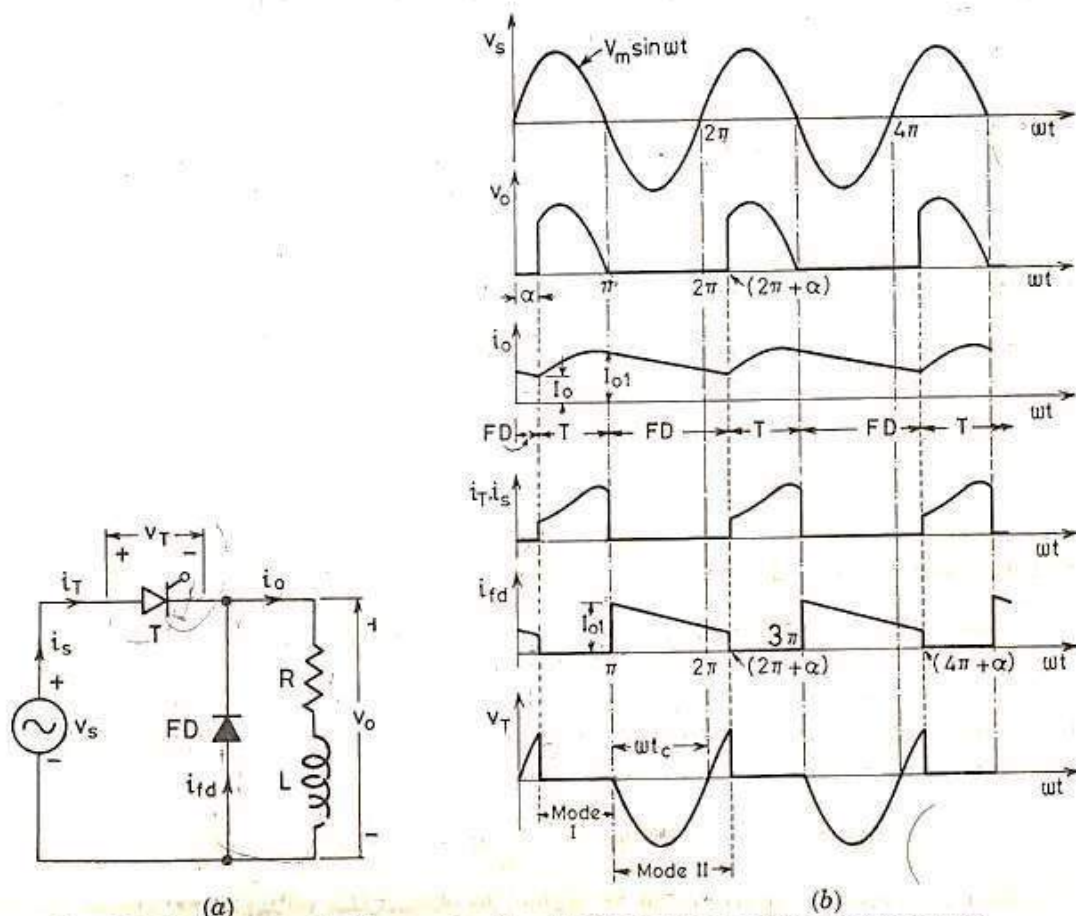 v_T
+ −
i_T
i_o
T
i_s
+
v_s
−
FD
i_fd
R
L
+
v_o
−
(a)
v_s
V_m sin ωt
2π
4π
ωt
v_o
α
π
2π
(2π+α)
ωt
i_o
I_o
I_o1
ωt
FD T FD T FD T
i_T, i_s
ωt
i_fd
I_o1
3π
π
2π
(2π+α)
(4π+α)
ωt
v_T
ωt_c
ωt
Mode I
Mode II
(b)